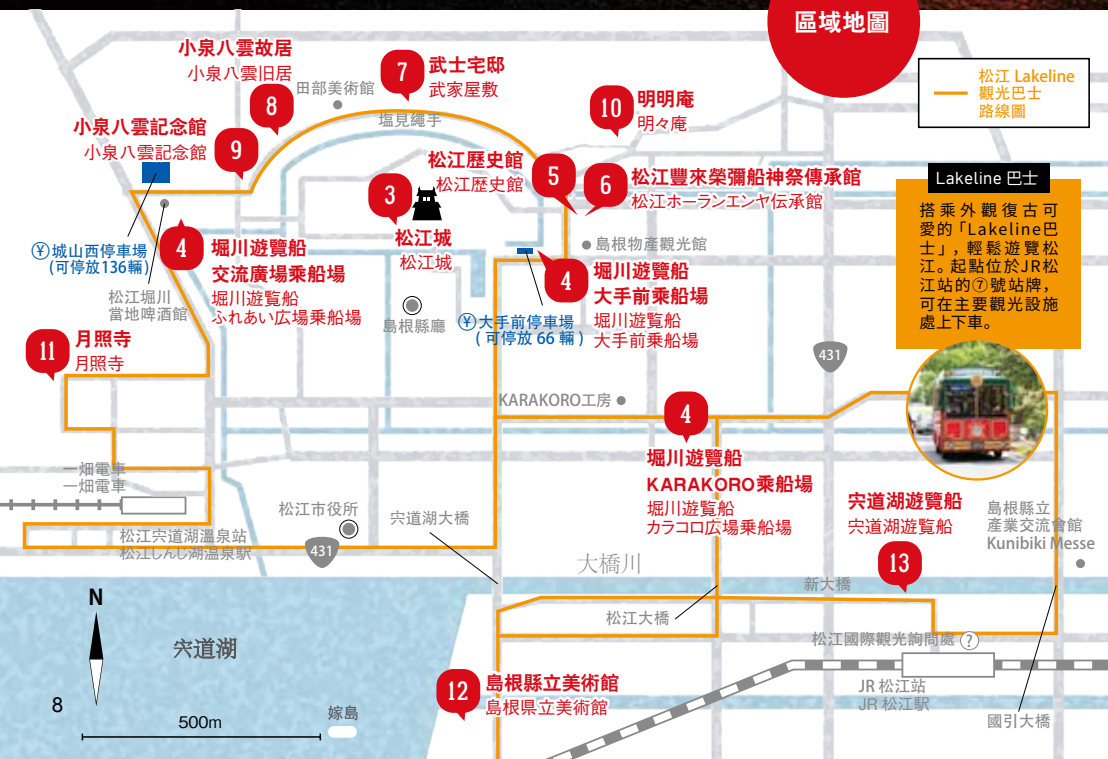 區域地圖
松江 Lakeline
觀光巴士
路線圖
小泉八雲故居
小泉八雲旧居
8
田部美術館
7
武士宅邸
武家屋敷
塩見繩手
10
明明庵
明々庵
小泉八雲記念館
小泉八雲記念館
9
松江歷史館
松江歴史館
5
6
松江豐來榮彌船神祭傳承館
松江ホーランエンヤ伝承館
3
松江城
松江城
Lakeline 巴士
搭乘外觀復古可
愛的「Lakeline巴
士」，輕鬆遊覽松
江。起點位於JR松
江站的⑦號站牌，
可在主要觀光設施
處上下車。
¥城山西停車場
(可停放136輛)
4
堀川遊覽船
交流廣場乘船場
堀川遊覧船
ふれあい広場乗船場
松江堀川
當地啤酒館
島根物產觀光館
4
堀川遊覽船
大手前乘船場
堀川遊覧船
大手前乗船場
島根縣廳
¥大手前停車場
(可停放 66 輛)
11
月照寺
月照寺
431
KARAKORO工房
4
堀川遊覽船
KARAKORO乘船場
堀川遊覧船
カラコロ広場乗船場
一畑電車
一畑電車
松江宍道湖溫泉站
松江しんじ湖温泉駅
松江市役所
431
宍道湖大橋
宍道湖遊覽船
宍道湖遊覧船
13
島根縣立
產業交流會館
Kunibiki Messe
大橋川
新大橋
松江大橋
松江國際觀光詢問處 ?
JR 松江站
JR 松江駅
國引大橋
N
宍道湖
12
島根縣立美術館
島根県立美術館
嫁島
500m
8